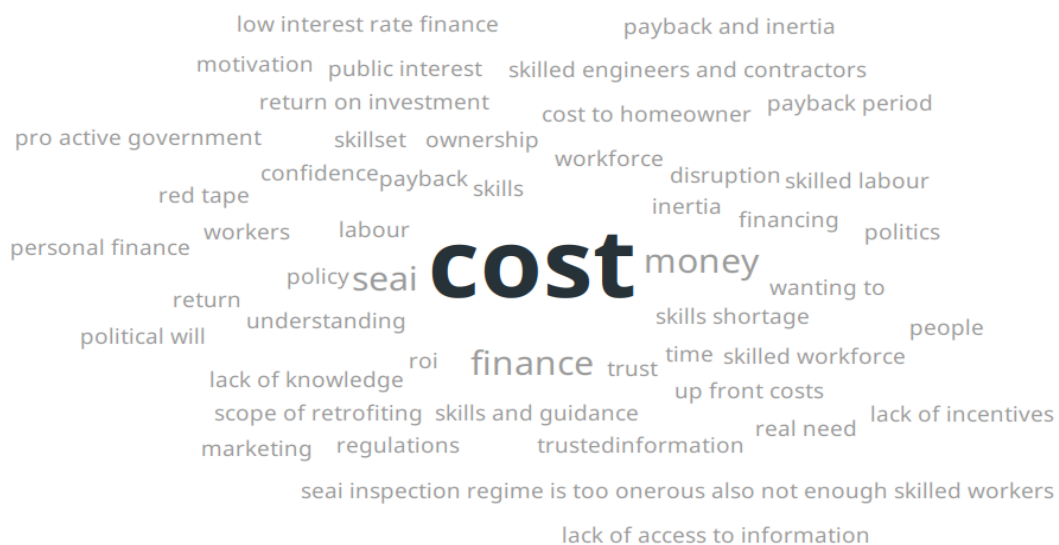 low interest rate finance
payback and inertia
motivation
public interest
skilled engineers and contractors
return on investment
cost to homeowner
payback period
pro active government
skillset
ownership
workforce
confidence
payback
skills
disruption
skilled labour
red tape
inertia
financing
workers
labour
politics
personal finance
cost
money
policy
seai
wanting to
return
understanding
skills shortage
people
political will
roi
finance
trust
time
skilled workforce
lack of knowledge
up front costs
scope of retrofiting
skills and guidance
lack of incentives
real need
marketing
regulations
trustedinformation
seai inspection regime is too onerous also not enough skilled workers
lack of access to information